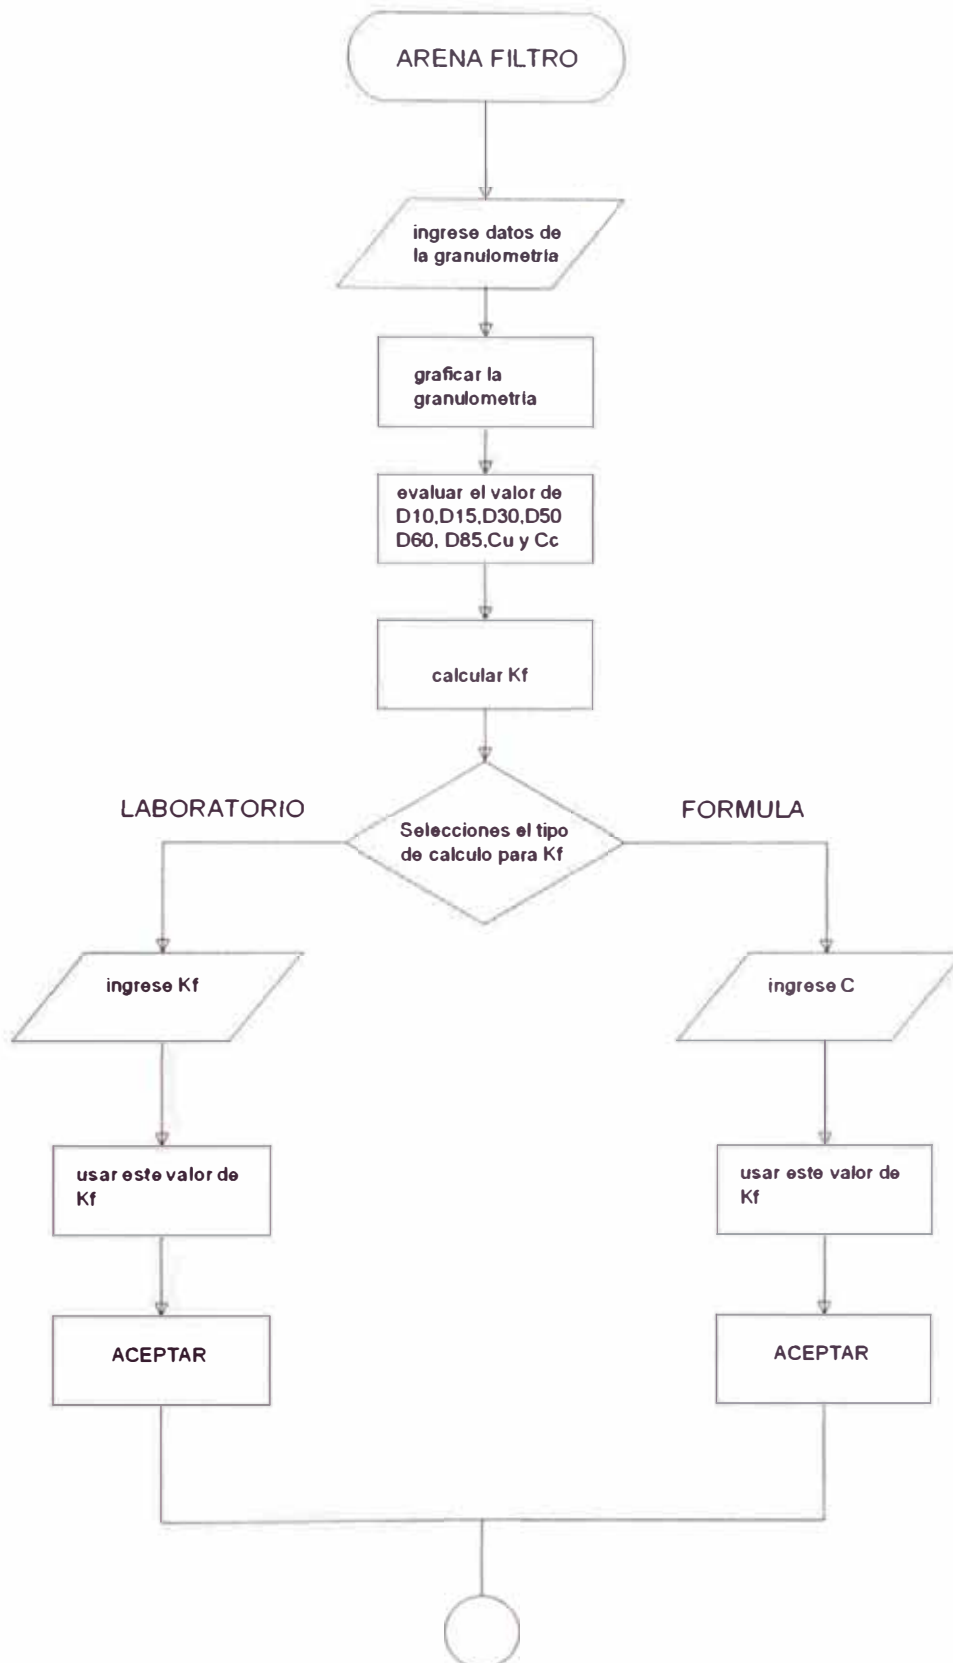 ARENA FILTRO
ingrese datos de
la granulometria
graficar la
granulometria
evaluar el valor de
D10,D15,D30,D50
D60, D85,Cu y Cc
calcular Kf
LABORATORIO
FORMULA
Selecciones el tipo
de calculo para Kf
ingrese Kf
ingrese C
usar este valor de
Kf
usar este valor de
Kf
ACEPTAR
ACEPTAR